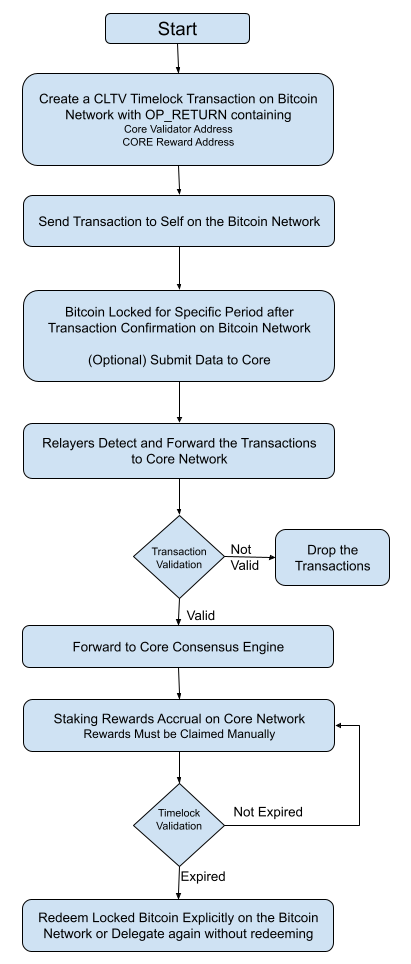 Start
Create a CLTV Timelock Transaction on Bitcoin
Network with OP_RETURN containing
Core Validator Address
CORE Reward Address
Send Transaction to Self on the Bitcoin Network
Bitcoin Locked for Specific Period after
Transaction Confirmation on Bitcoin Network
(Optional) Submit Data to Core
Relayers Detect and Forward the Transactions
to Core Network
Transaction
Validation
Not
Valid
Drop the
Transactions
Valid
Forward to Core Consensus Engine
Staking Rewards Accrual on Core Network
Rewards Must be Claimed Manually
Timelock
Validation
Not Expired
Expired
Redeem Locked Bitcoin Explicitly on the Bitcoin
Network or Delegate again without redeeming